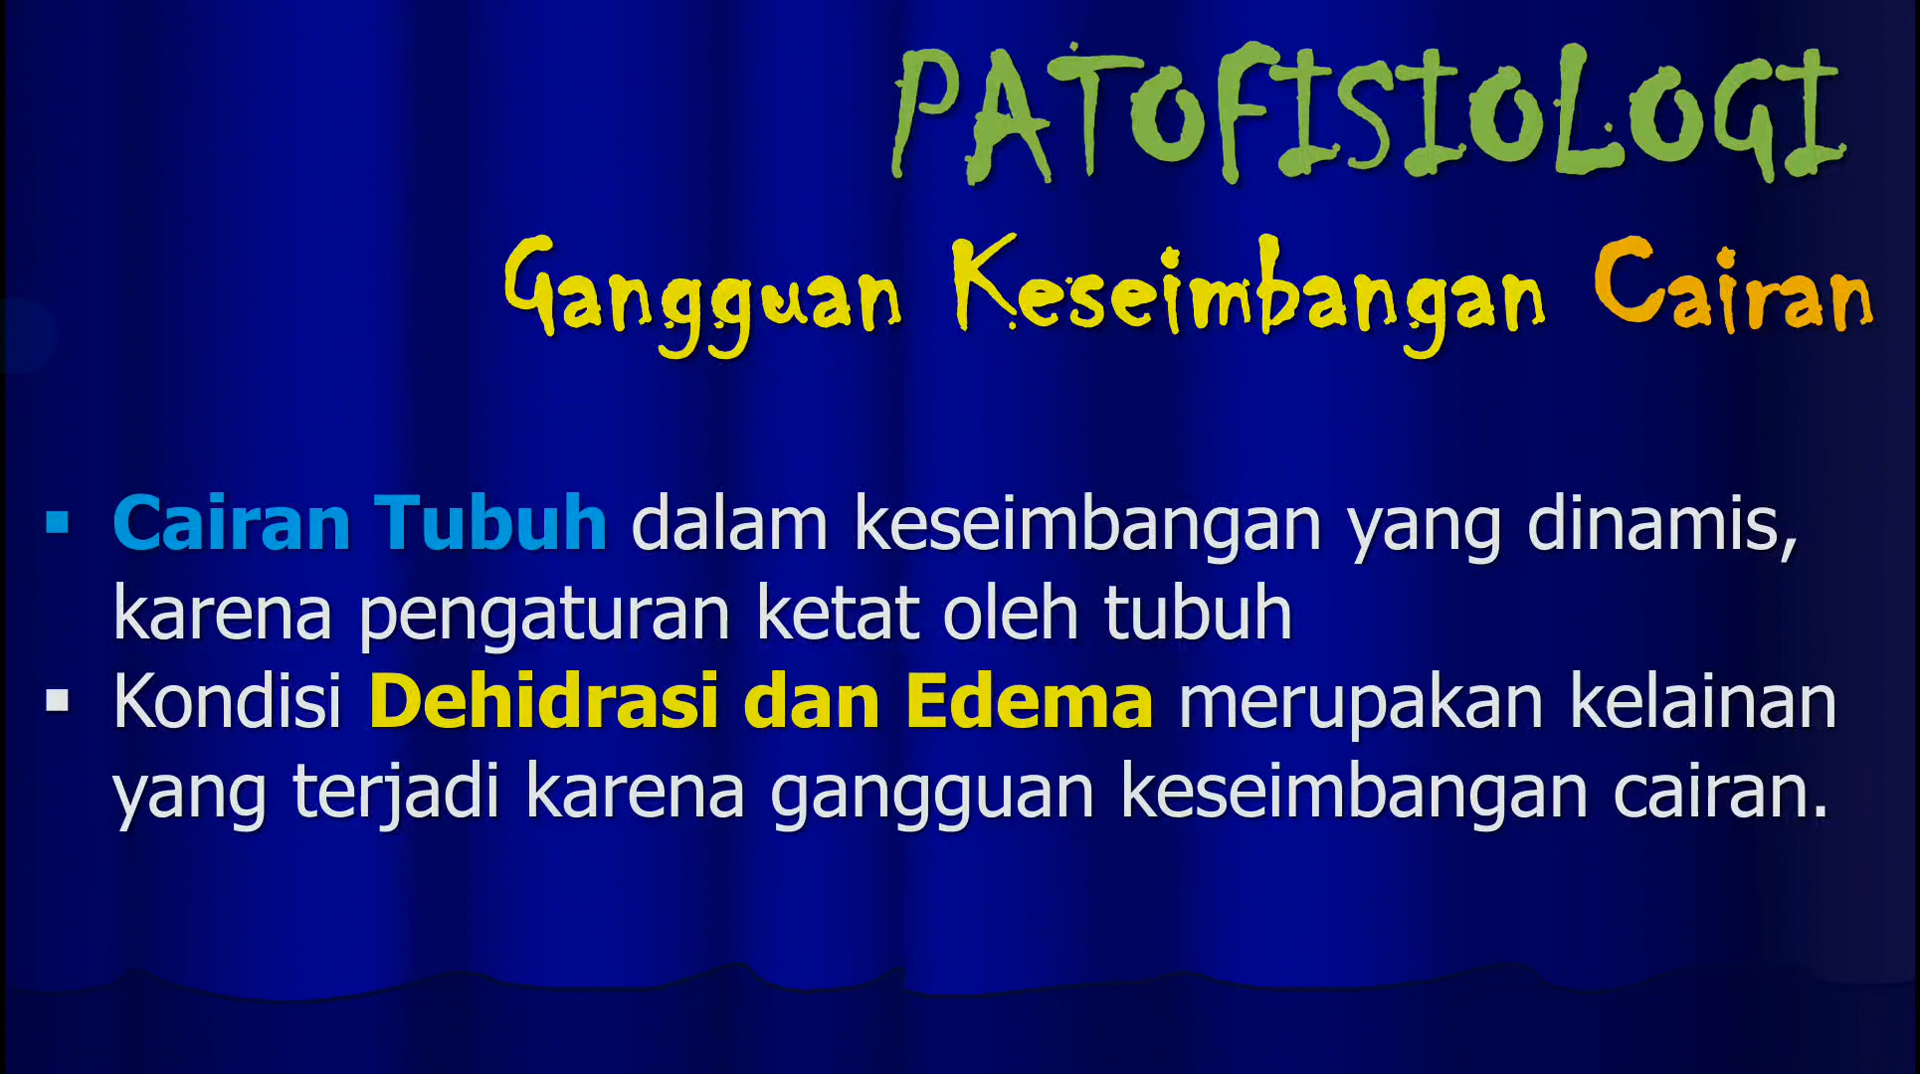 PATOFISIOLOGI
Gangguan Keseimbangan Cairan
▪ Cairan Tubuh dalam keseimbangan yang dinamis,
karena pengaturan ketat oleh tubuh
▪ Kondisi Dehidrasi dan Edema merupakan kelainan
yang terjadi karena gangguan keseimbangan cairan.